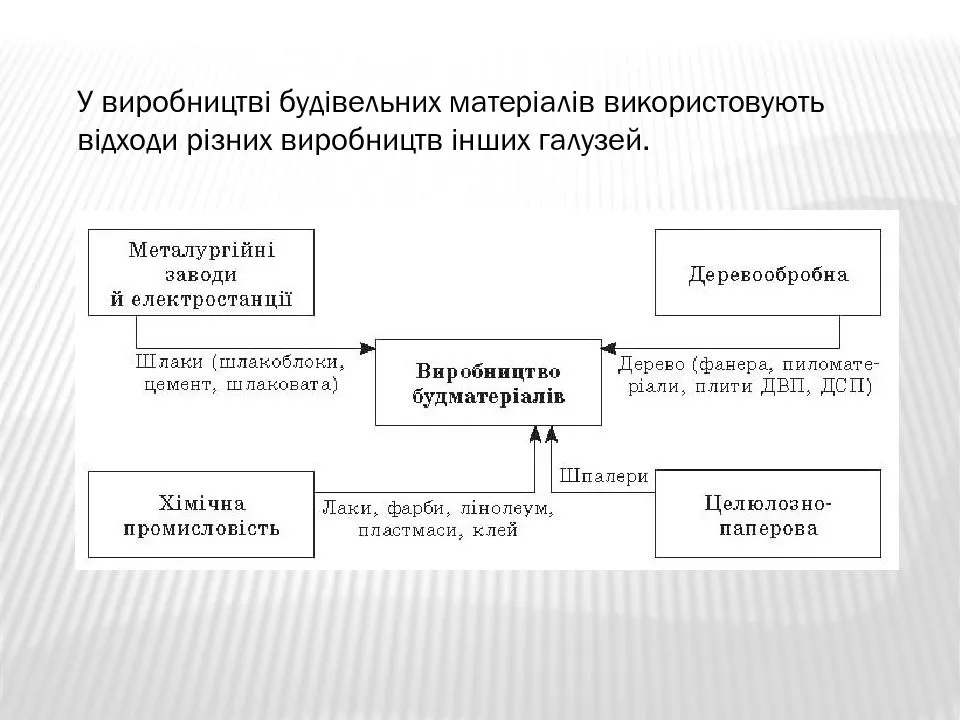 У виробництві будівельних матеріалів використовують
відходи різних виробництв інших галузей.
Металургійні
заводи
й електростанції
Деревообробна
Шлаки (шлакоблоки,
цемент, шлаковата)
Виробництво
будматеріалів
Дерево (фанера, пиломате-
ріали, плити ДВП, ДСП)
Хімічна
промисловість
Лаки, фарби, лінолеум,
пластмаси, клей
Шпалери
Целюлозно-
паперова